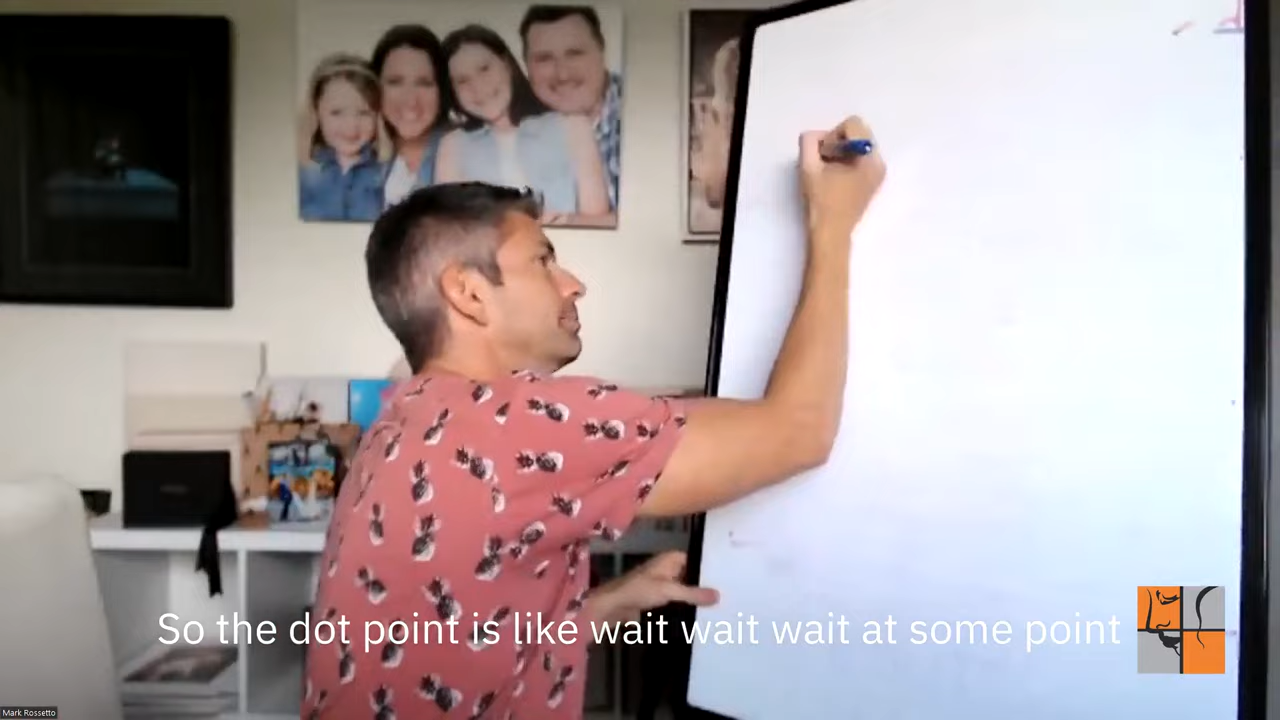 So the dot point is like wait wait wait at some point
Mark Rossetto